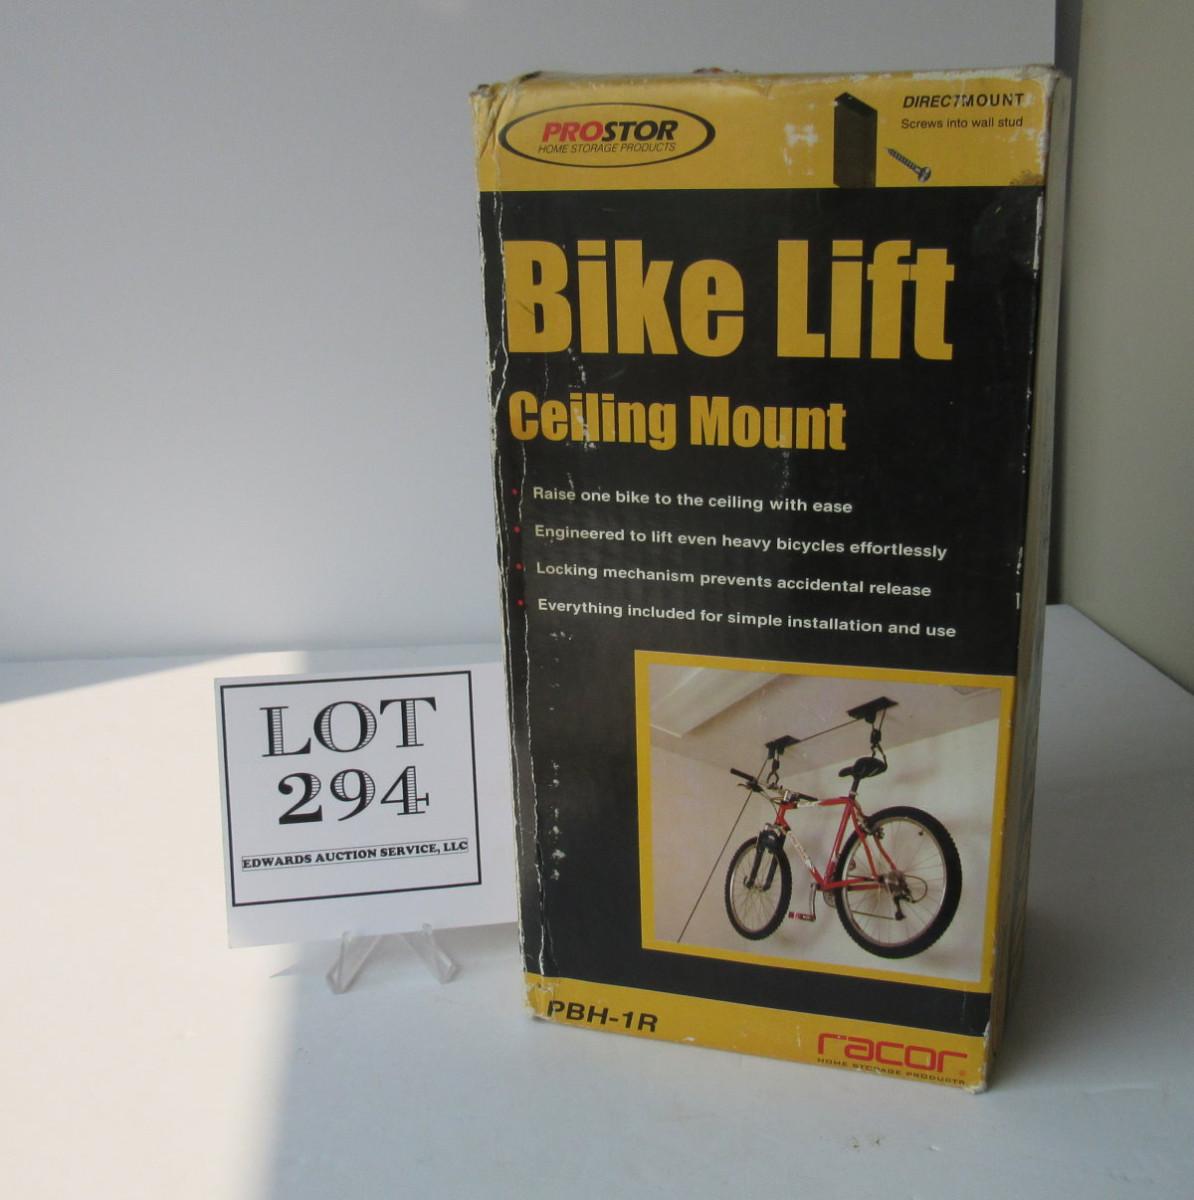 PROSTOR
HOME STORAGE PRODUCTS
DIRECTMOUNT
Screws into wall stud
Bike Lift
Ceiling Mount
• Raise one bike to the ceiling with ease
• Engineered to lift even heavy bicycles effortlessly
• Locking mechanism prevents accidental release
• Everything included for simple installation and use
LOT
294
EDWARDS AUCTION SERVICE, LLC
PBH-1R
racor
HOME STORAGE PRODUCTS